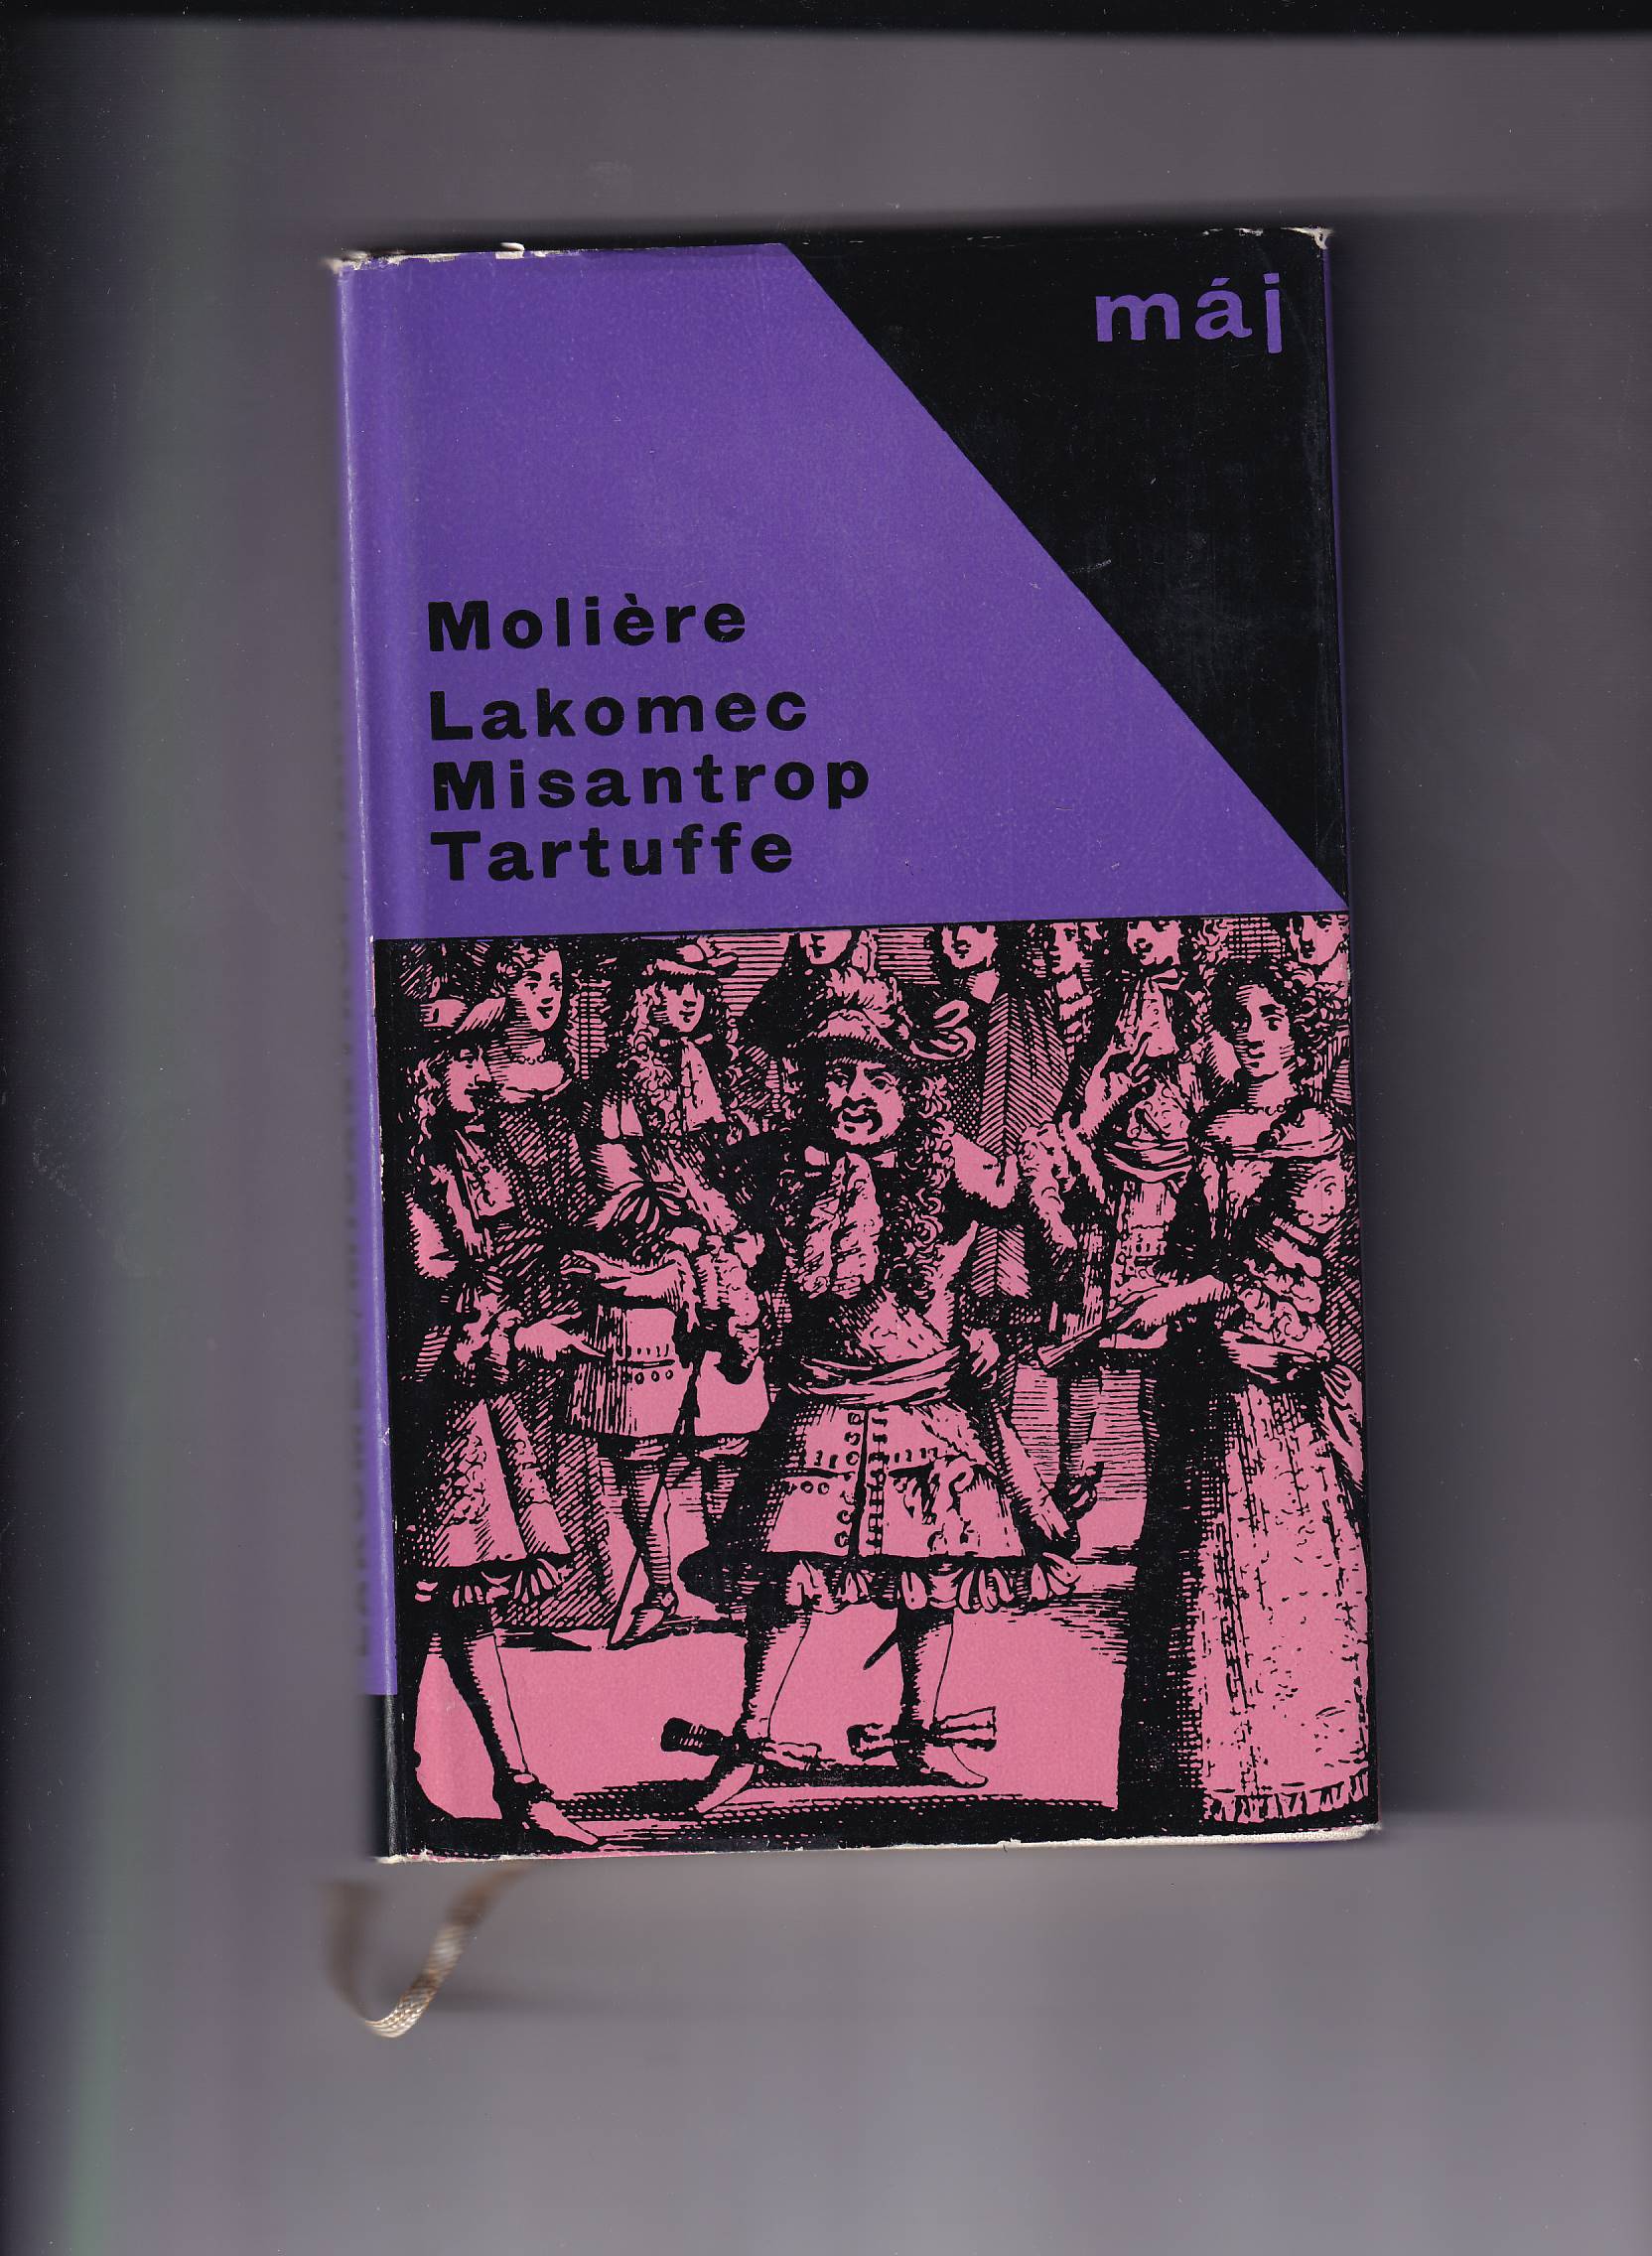 máj
Molière
Lakomec
Misantrop
Tartuffe